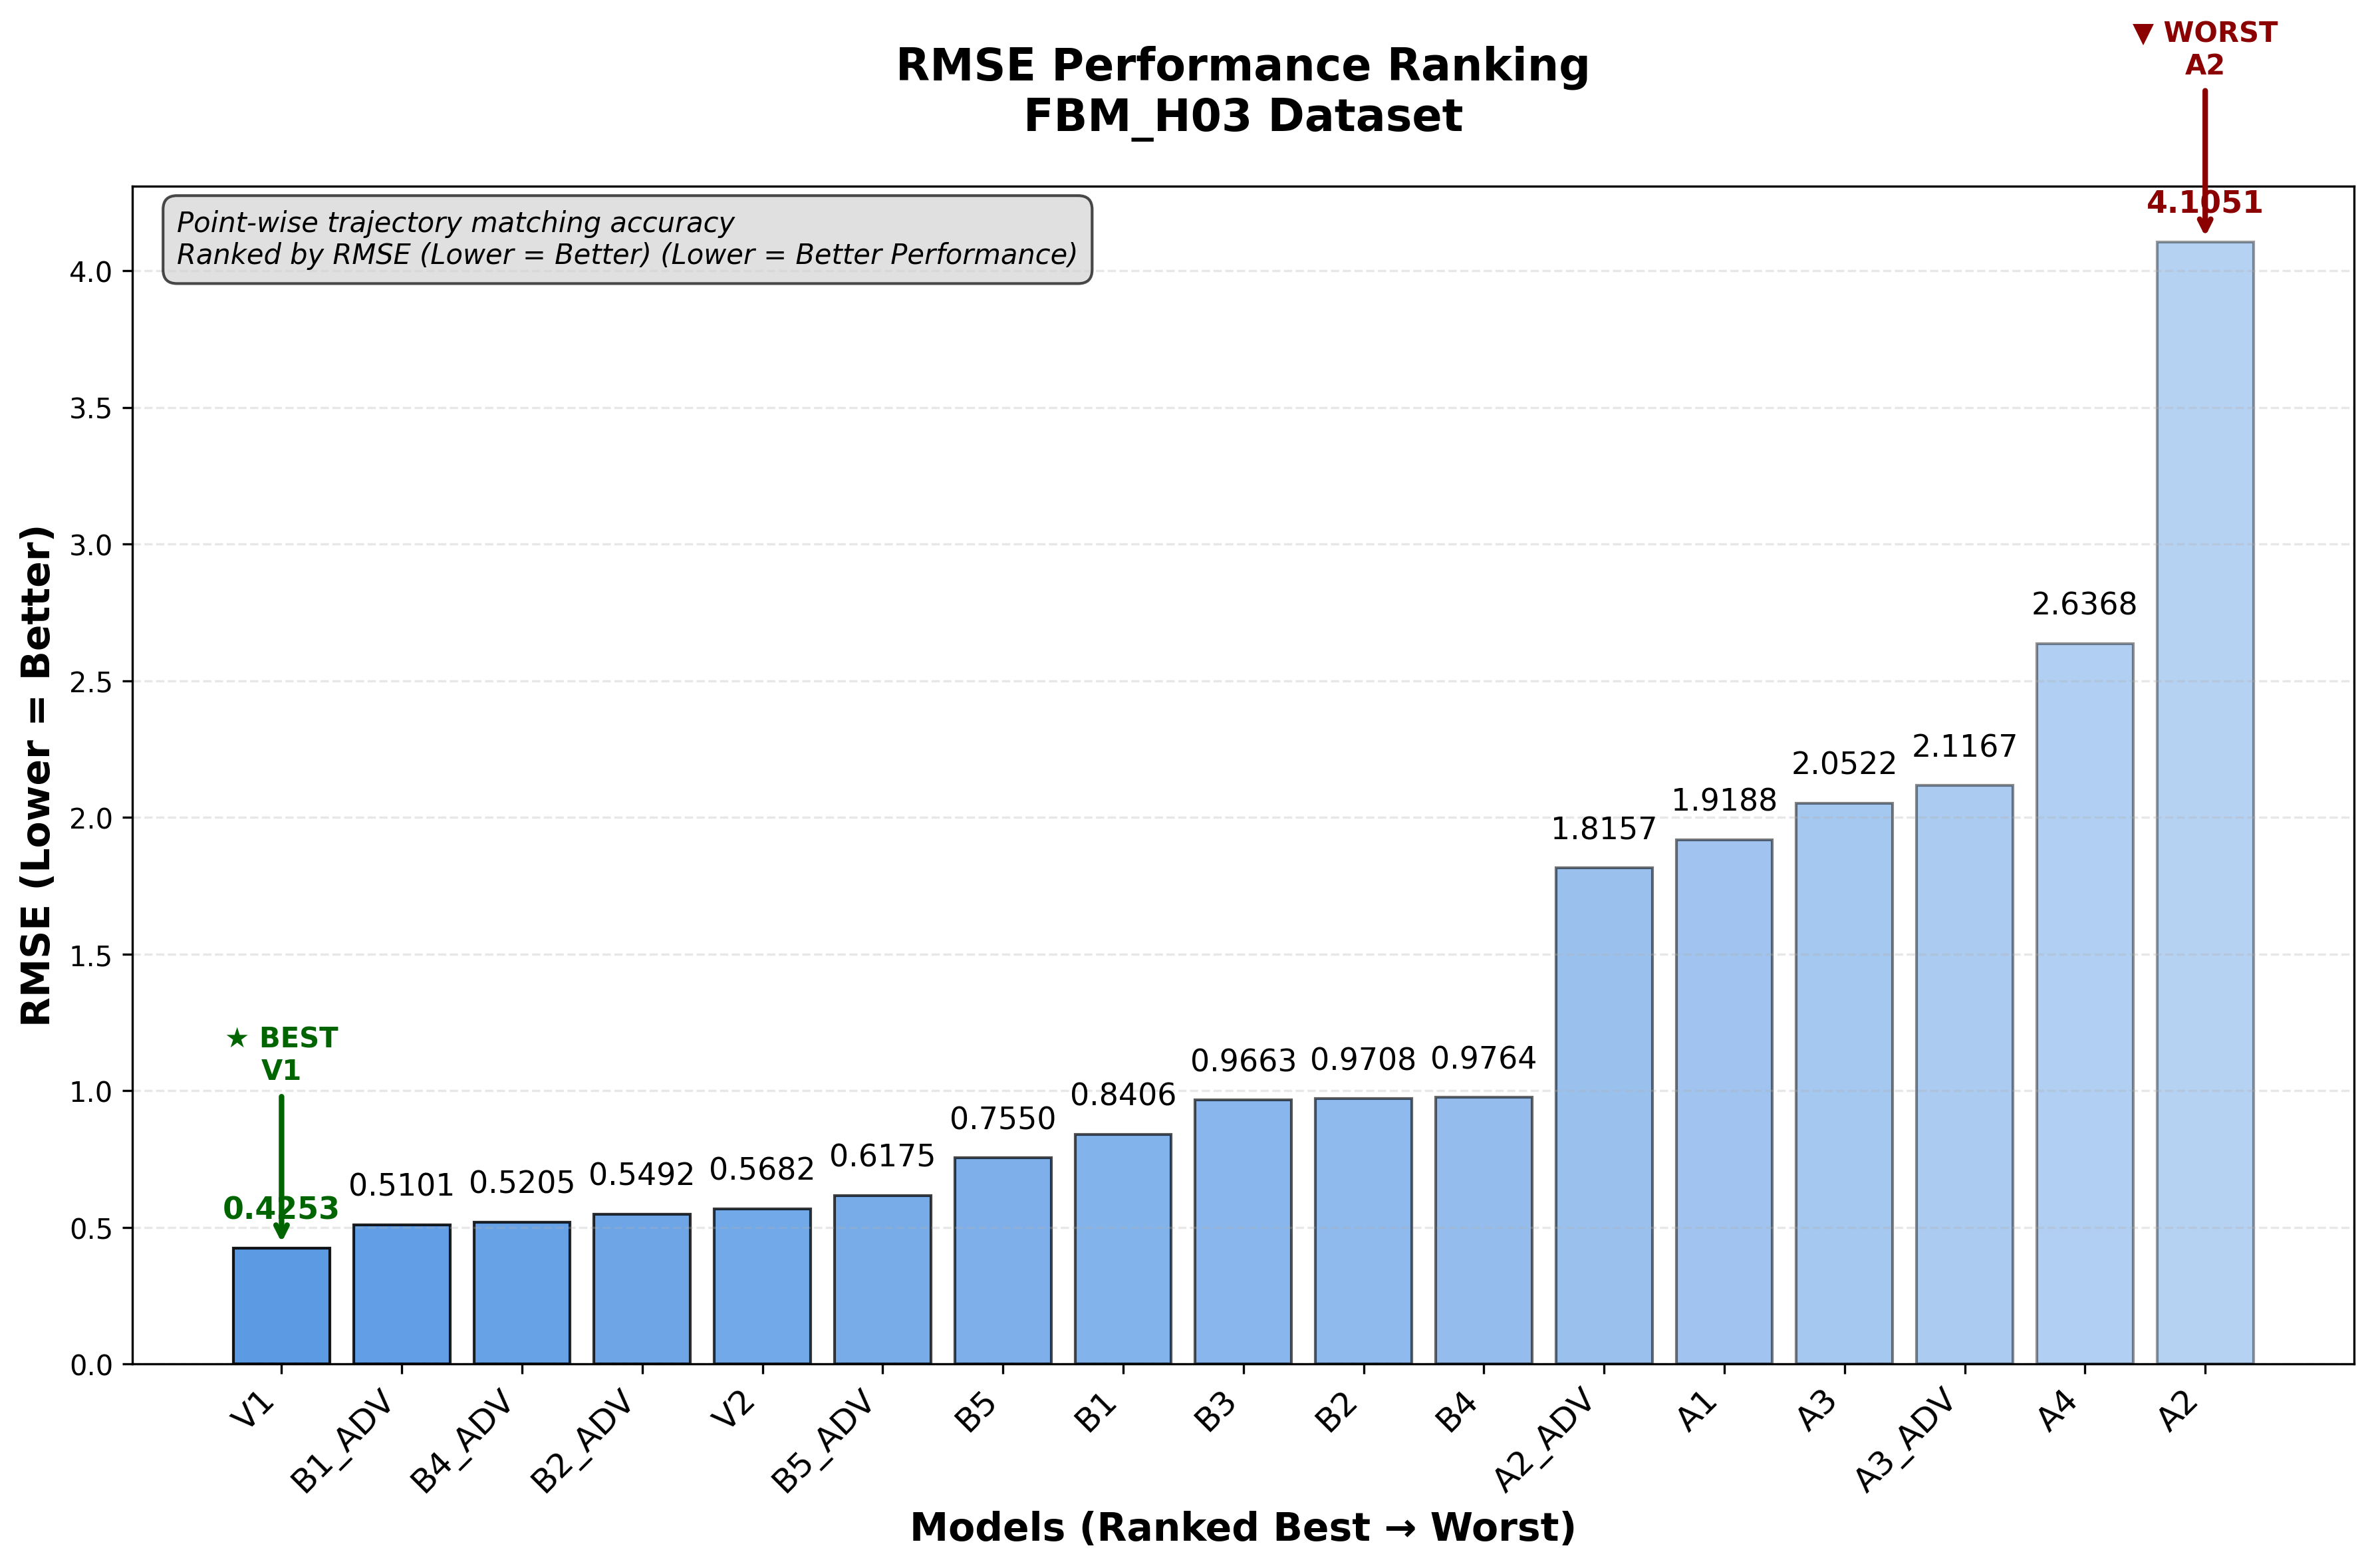 ▼ WORST
A2
RMSE Performance Ranking
FBM_H03 Dataset
Point-wise trajectory matching accuracy
Ranked by RMSE (Lower = Better) (Lower = Better Performance)
RMSE (Lower = Better)
4.0
3.5
3.0
2.5
2.0
1.5
1.0
0.5
0.0
★ BEST
V1
0.4253
0.5101
0.5205
0.5492
0.5682
0.6175
0.7550
0.8406
0.9663
0.9708
0.9764
1.8157
1.9188
2.0522
2.1167
2.6368
4.1051
V1
B1_ADV
B4_ADV
B2_ADV
V2
B5_ADV
B5
B1
B3
B2
B4
A2_ADV
A1
A3
A3_ADV
A4
A2
Models (Ranked Best → Worst)